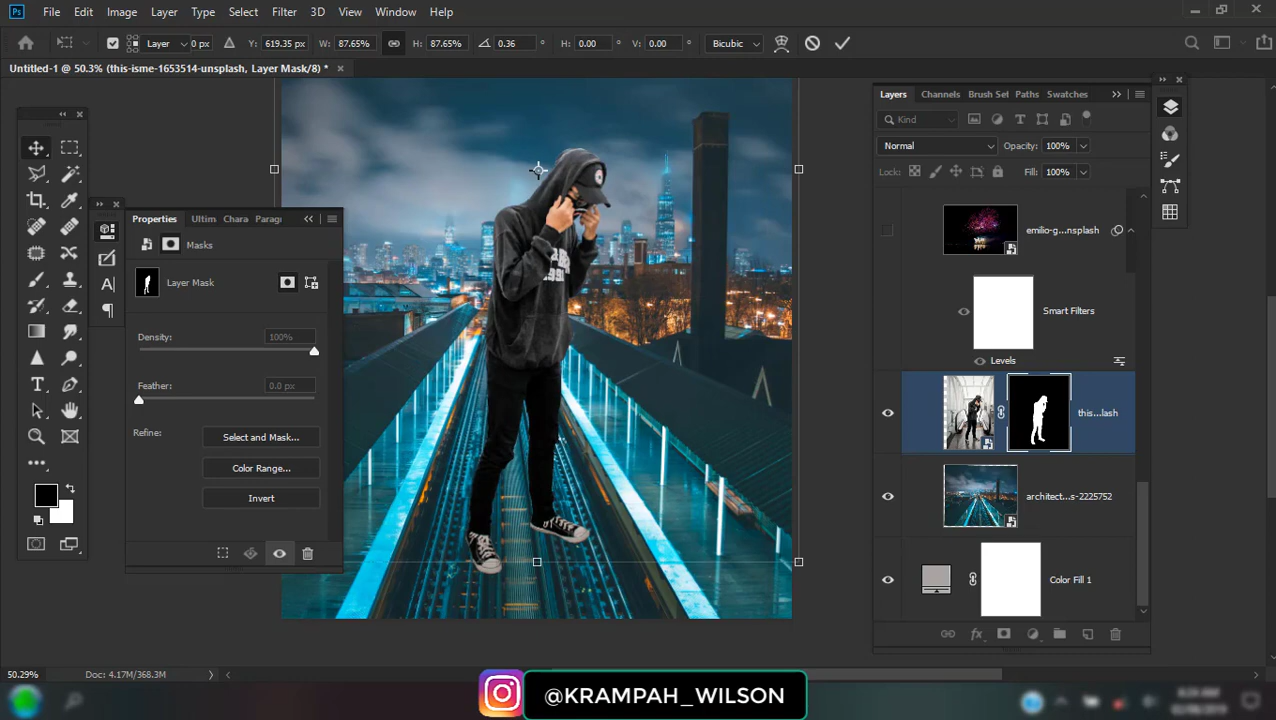 Ps File Edit Image Layer Type Select Filter 3D View Window Help
Layer 0 px Y: 619.35 px W: 87.65% H: 87.65% 0.36 ° H: 0.00 ° V: 0.00 ° Bicubic
Untitled-1 @ 50.3% (this-isme-1653514-unsplash, Layer Mask/8) *
Layers Channels Brush Set Paths Swatches
Kind
Normal Opacity: 100%
Lock: Fill: 100%
emilio-g...nsplash
Smart Filters
Levels
this...lash
architect...s-2225752
Color Fill 1
Properties Ultim Chara Paragı
Masks
Layer Mask
Density: 100%
Feather: 0.0 px
Refine: Select and Mask...
Color Range...
Invert
50.29% Doc: 4.17M/368.3M
@KRAMPAH_WILSON